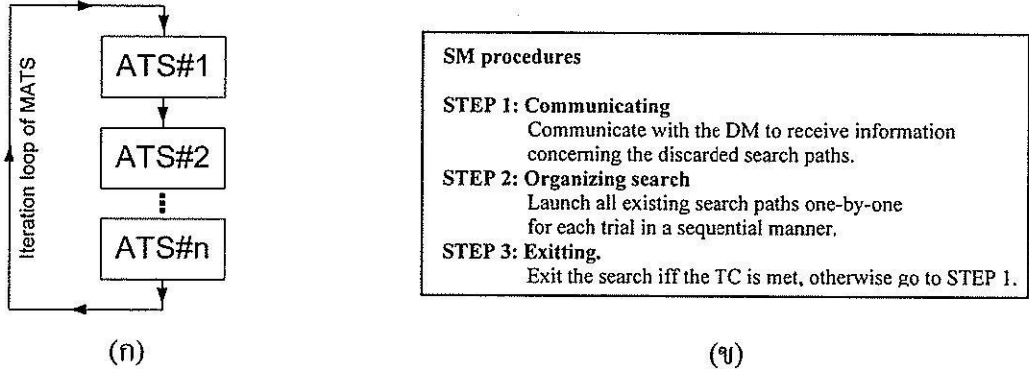 Iteration loop of MATS
ATS#1
ATS#2
ATS#n
(ก)
SM procedures
STEP 1: Communicating
Communicate with the DM to receive information
concerning the discarded search paths.
STEP 2: Organizing search
Launch all existing search paths one-by-one
for each trial in a sequential manner.
STEP 3: Exitting.
Exit the search iff the TC is met, otherwise go to STEP 1.
(ข)